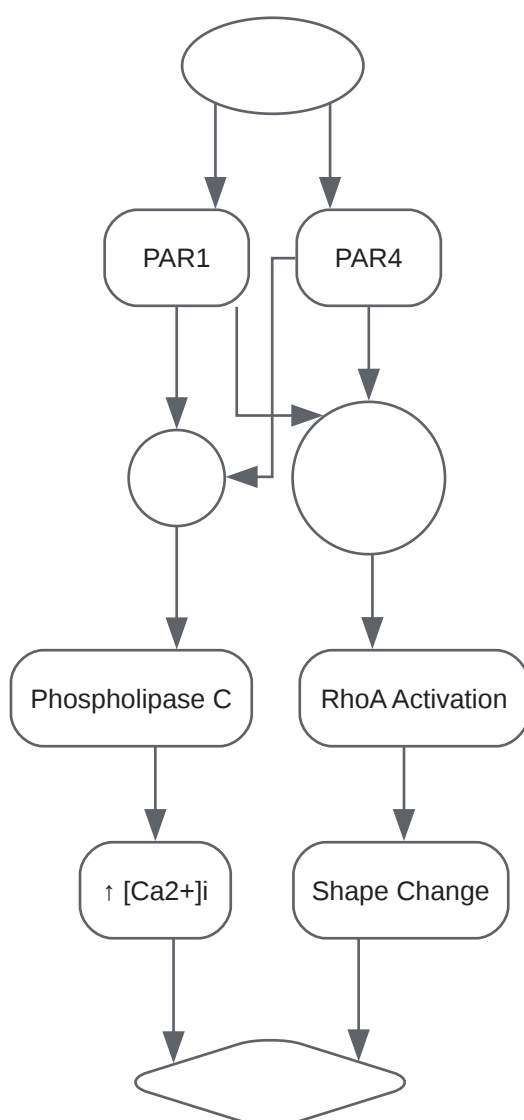 PAR1
PAR4
Phospholipase C
RhoA Activation
↑ [Ca2+]i
Shape Change